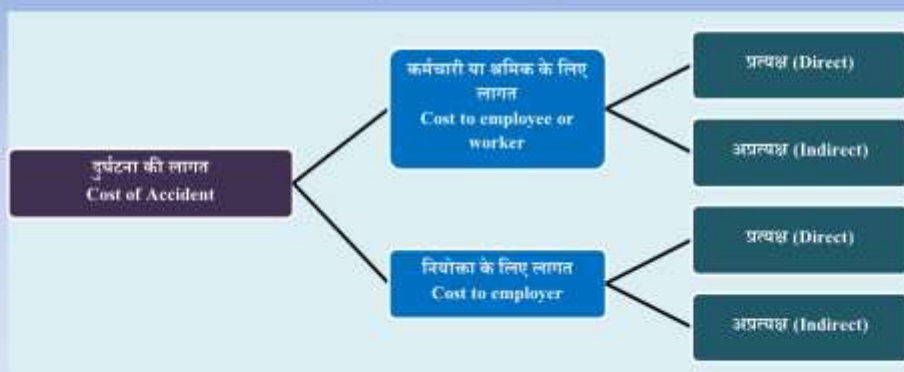 दुर्घटना की लागत
Cost of Accident
कर्मचारी या श्रमिक के लिए
लागत
Cost to employee or
worker
प्रत्यक्ष (Direct)
अप्रत्यक्ष (Indirect)
नियोक्ता के लिए लागत
Cost to employer
प्रत्यक्ष (Direct)
अप्रत्यक्ष (Indirect)